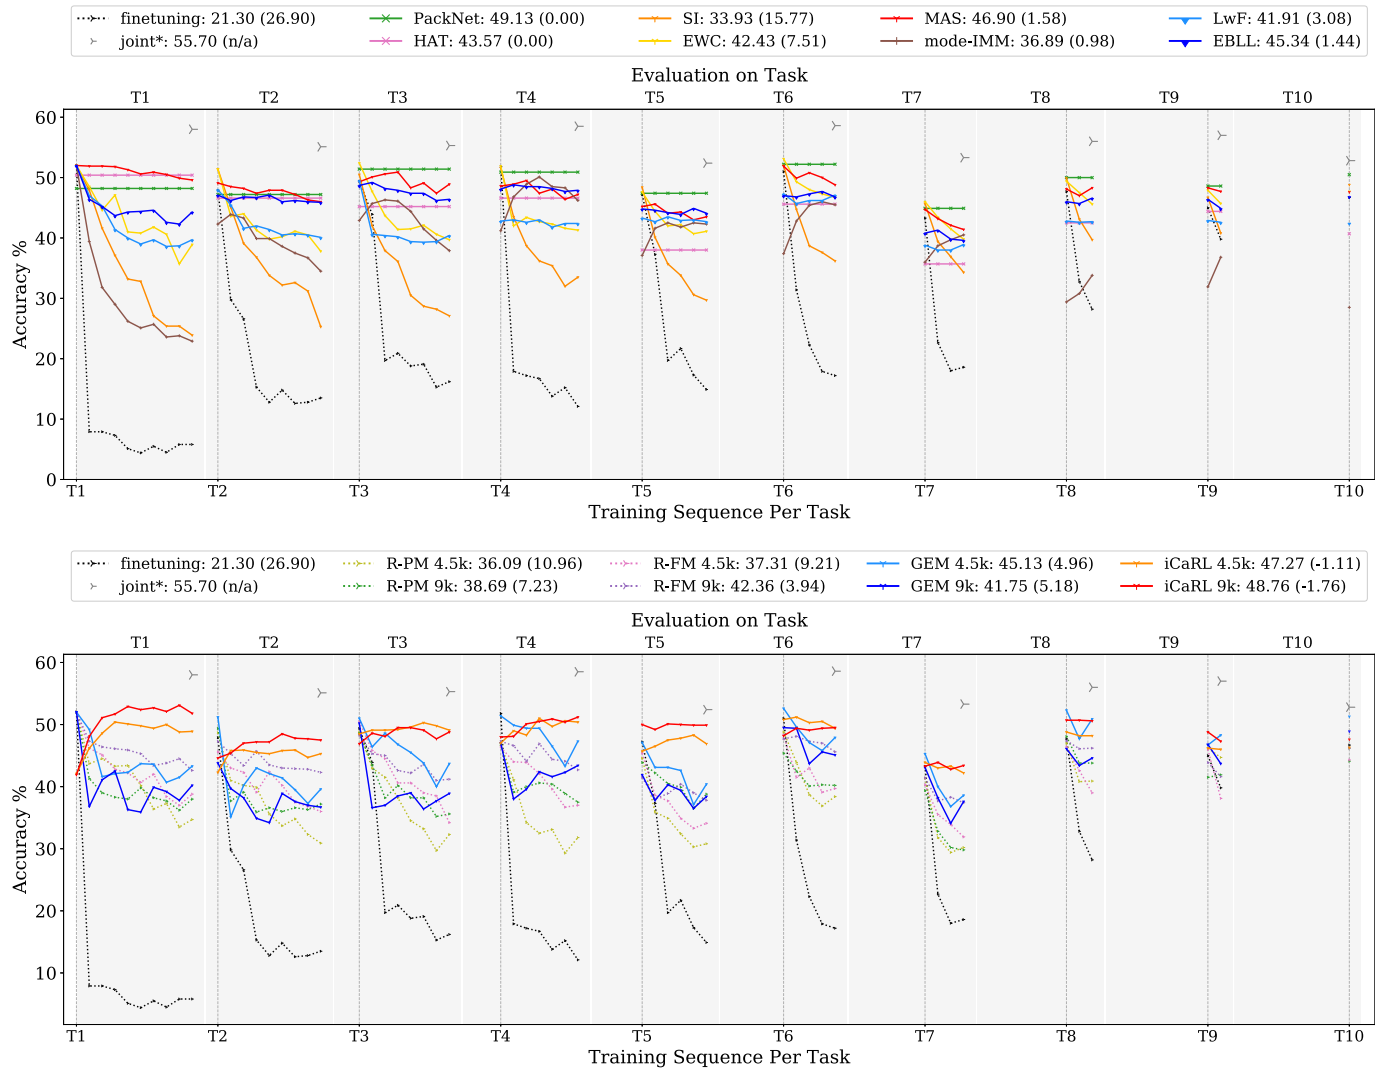 finetuning: 21.30 (26.90) PackNet: 49.13 (0.00) SI: 33.93 (15.77) MAS: 46.90 (1.58) LwF: 41.91 (3.08)
joint*: 55.70 (n/a) HAT: 43.57 (0.00) EWC: 42.43 (7.51) mode-IMM: 36.89 (0.98) EBLL: 45.34 (1.44)
Evaluation on Task
T1 T2 T3 T4 T5 T6 T7 T8 T9 T10
60
50
40
30
20
10
0
Accuracy %
T1 T2 T3 T4 T5 T6 T7 T8 T9 T10
Training Sequence Per Task
finetuning: 21.30 (26.90) R-PM 4.5k: 36.09 (10.96) R-FM 4.5k: 37.31 (9.21) GEM 4.5k: 45.13 (4.96) iCaRL 4.5k: 47.27 (-1.11)
joint*: 55.70 (n/a) R-PM 9k: 38.69 (7.23) R-FM 9k: 42.36 (3.94) GEM 9k: 41.75 (5.18) iCaRL 9k: 48.76 (-1.76)
Evaluation on Task
T1 T2 T3 T4 T5 T6 T7 T8 T9 T10
60
50
40
30
20
10
Accuracy %
T1 T2 T3 T4 T5 T6 T7 T8 T9 T10
Training Sequence Per Task